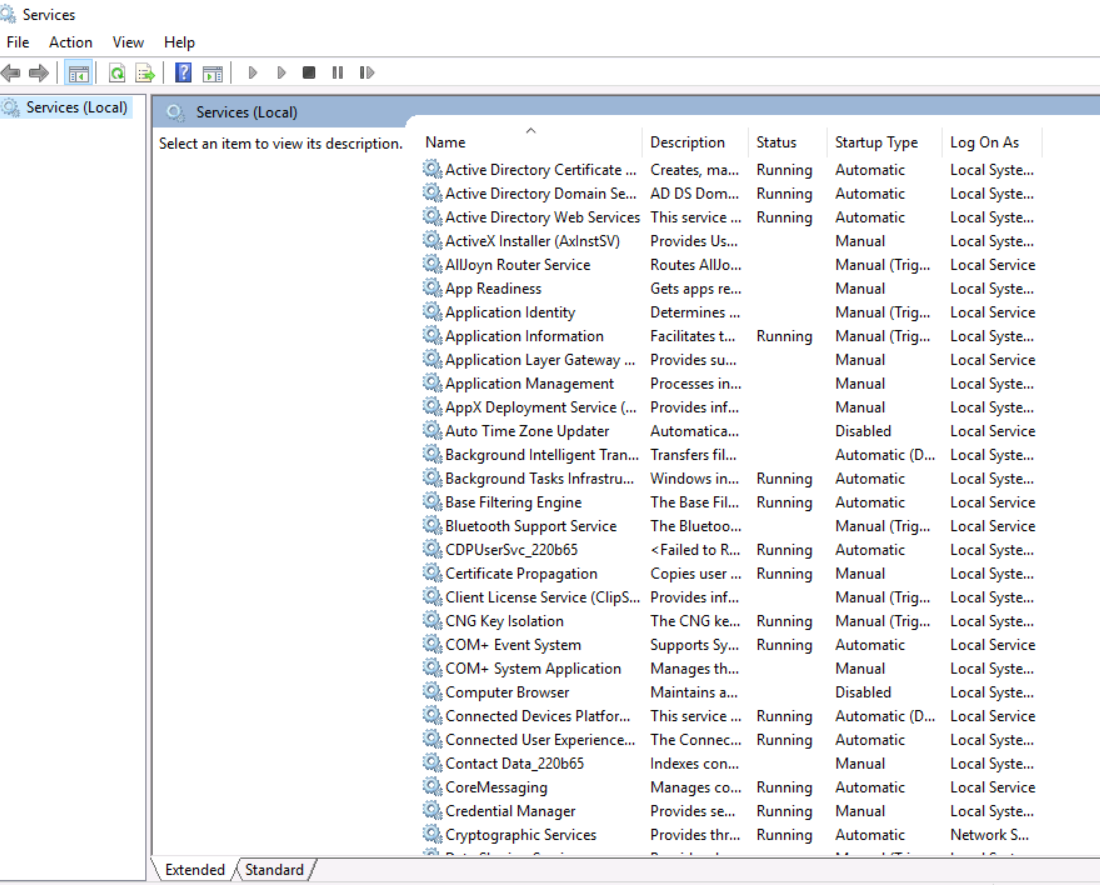 Services
File Action View Help
Services (Local)
Services (Local)
Select an item to view its description.
Name Description Status Startup Type Log On As
Active Directory Certificate ... Creates, ma... Running Automatic Local Syste...
Active Directory Domain Se... AD DS Dom... Running Automatic Local Syste...
Active Directory Web Services This service ... Running Automatic Local Syste...
ActiveX Installer (AxInstSV) Provides Us... Manual Local Syste...
AllJoyn Router Service Routes AllJo... Manual (Trig... Local Service
App Readiness Gets apps re... Manual Local Syste...
Application Identity Determines ... Manual (Trig... Local Service
Application Information Facilitates t... Running Manual (Trig... Local Syste...
Application Layer Gateway ... Provides su... Manual Local Service
Application Management Processes in... Manual Local Syste...
AppX Deployment Service (... Provides inf... Manual Local Syste...
Auto Time Zone Updater Automatica... Disabled Local Service
Background Intelligent Tran... Transfers fil... Automatic (D... Local Syste...
Background Tasks Infrastru... Windows in... Running Automatic Local Syste...
Base Filtering Engine The Base Fil... Running Automatic Local Service
Bluetooth Support Service The Bluetoo... Manual (Trig... Local Service
CDPUserSvc_220b65 <Failed to R... Running Automatic Local Syste...
Certificate Propagation Copies user ... Running Manual Local Syste...
Client License Service (ClipS... Provides inf... Manual (Trig... Local Syste...
CNG Key Isolation The CNG ke... Running Manual (Trig... Local Syste...
COM+ Event System Supports Sy... Running Automatic Local Service
COM+ System Application Manages th... Manual Local Syste...
Computer Browser Maintains a... Disabled Local Syste...
Connected Devices Platfor... This service ... Running Automatic (D... Local Service
Connected User Experience... The Connec... Running Automatic Local Syste...
Contact Data_220b65 Indexes con... Manual Local Syste...
CoreMessaging Manages co... Running Automatic Local Service
Credential Manager Provides se... Running Manual Local Syste...
Cryptographic Services Provides thr... Running Automatic Network S...
Extended Standard